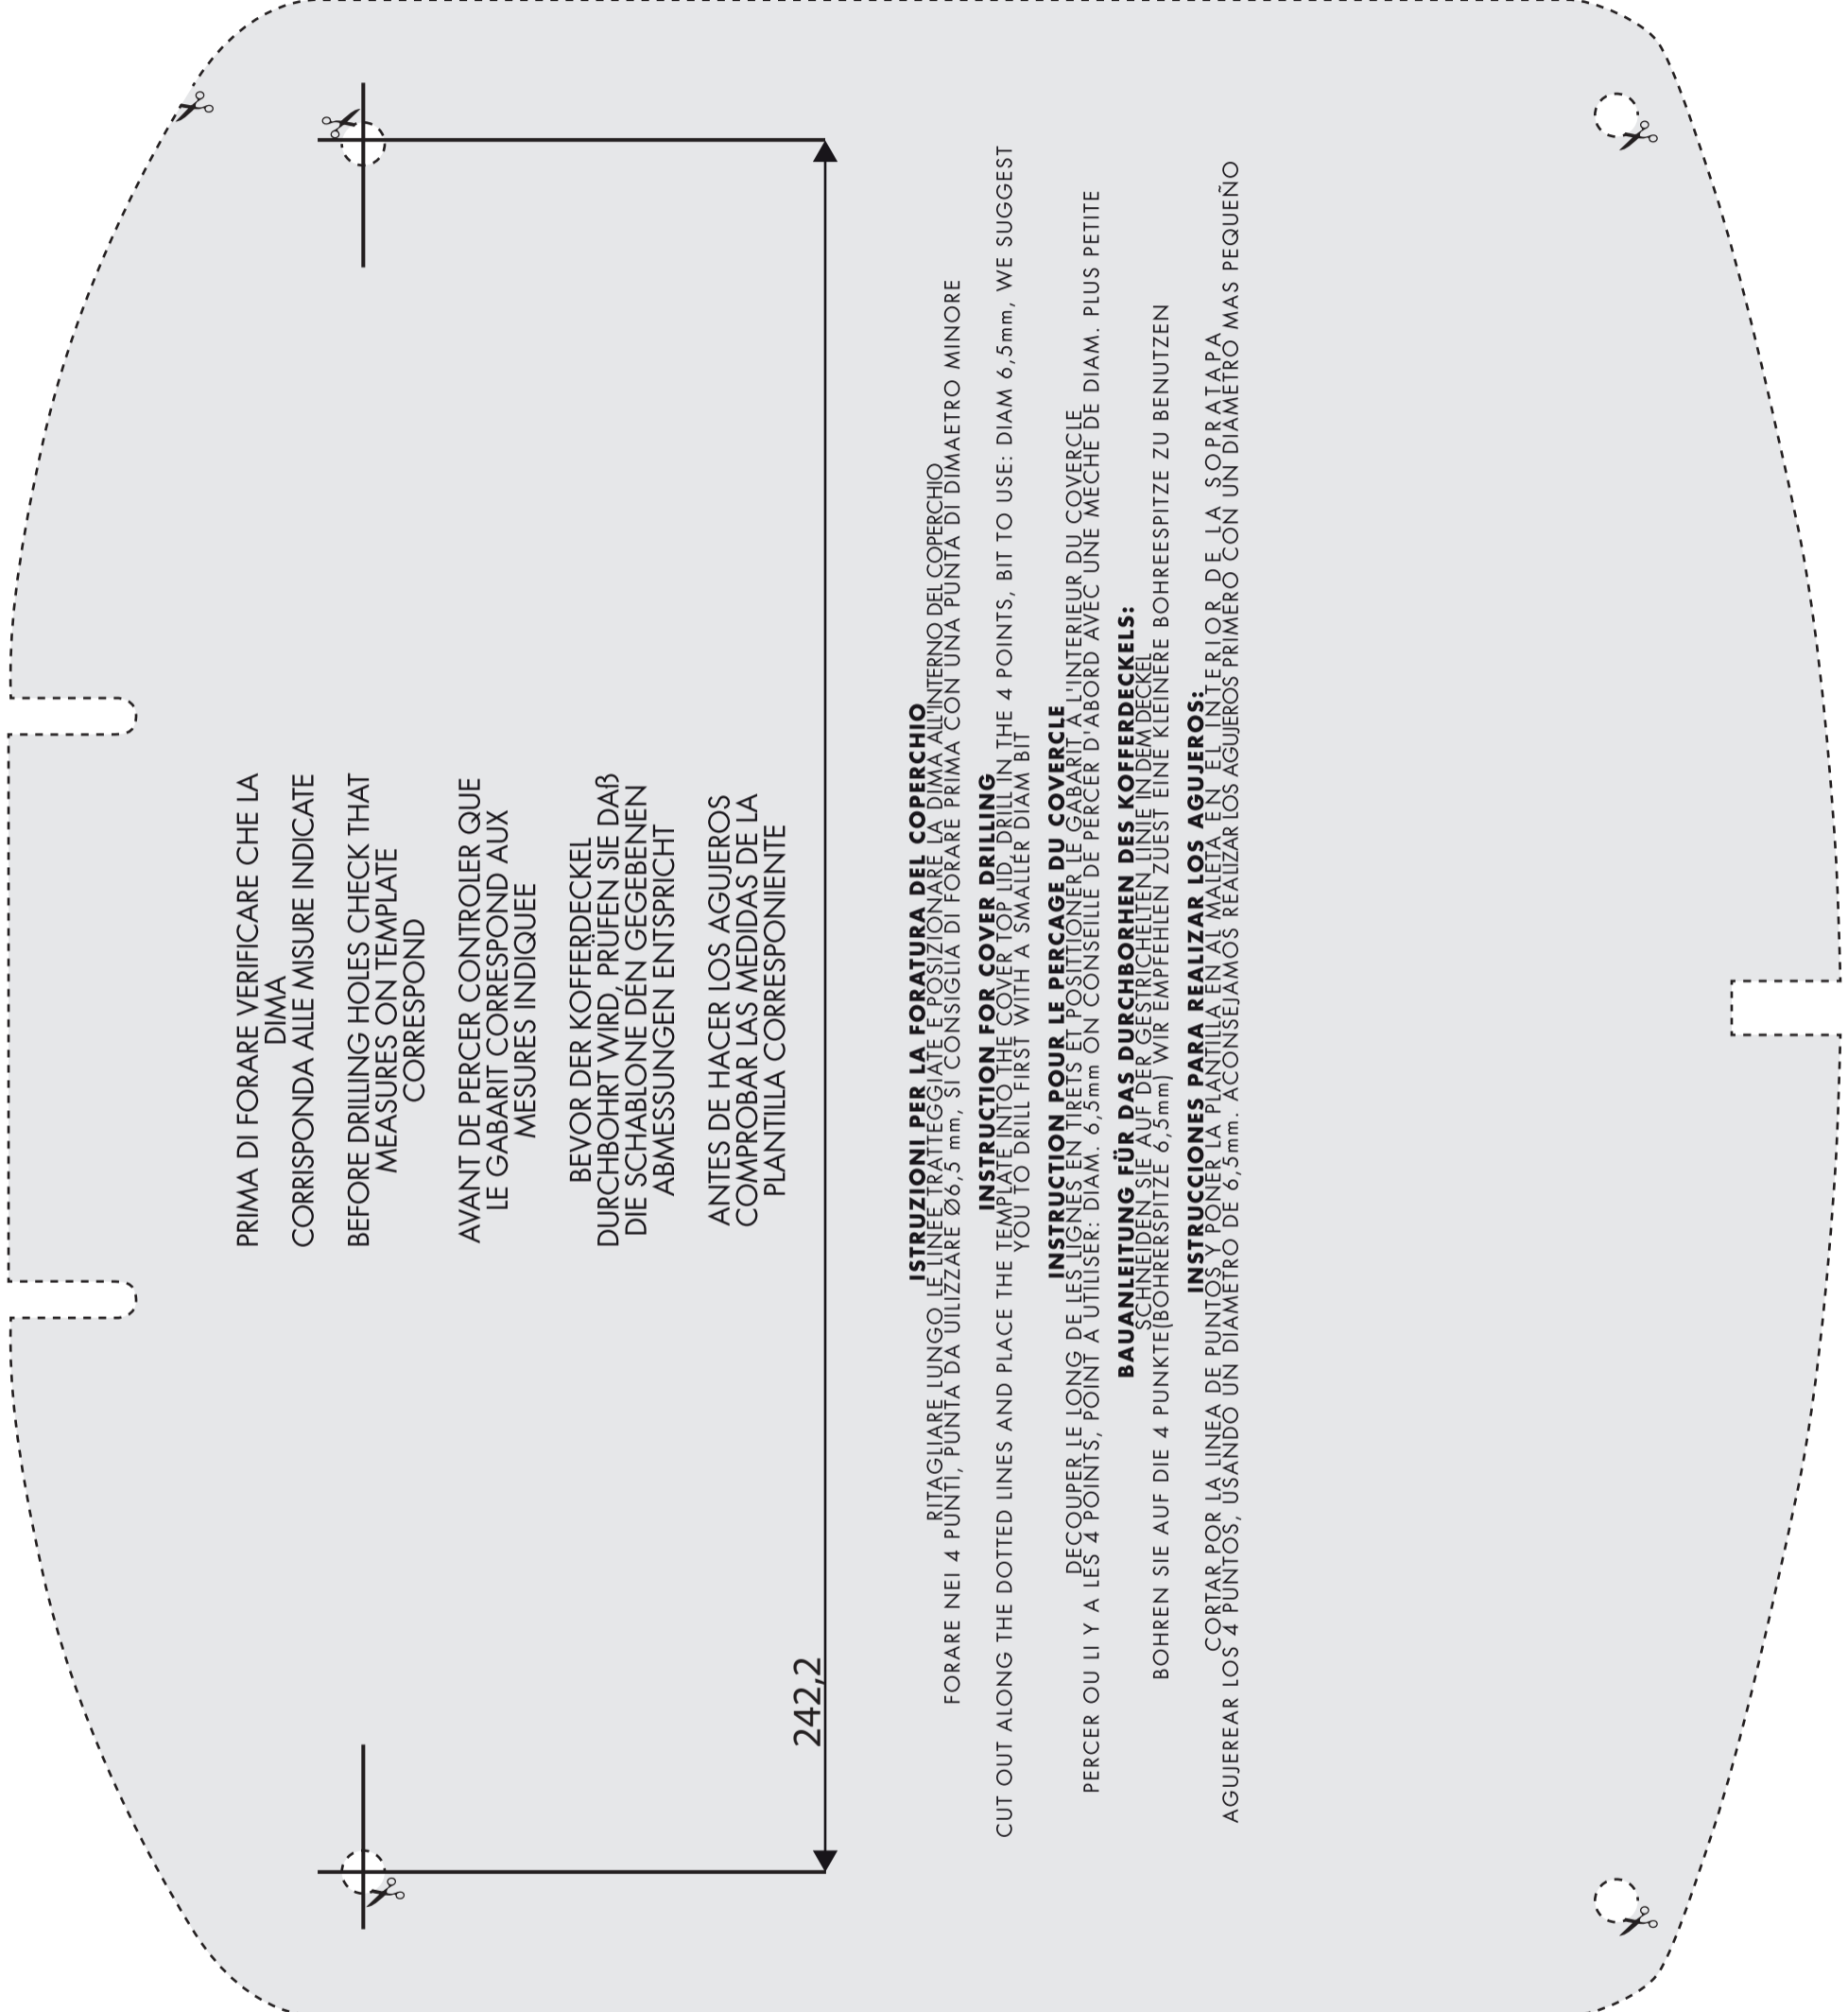 PRIMA DI FORARE VERIFICARE CHE LA
DIMA
CORRISPONDA ALLE MISURE INDICATE
BEFORE DRILLING HOLES CHECK THAT
MEASURES ON TEMPLATE
CORRESPOND
AVANT DE PERCER CONTROLER QUE
LE GABARIT CORRESPOND AUX
MESURES INDIQUEE
BEVOR DER KOFFERDECKEL
DURCHBOHRT WIRD, PRÜFEN SIE DAß
DIE SCHABLONE DEN GEGEBENEN
ABMESSUNGEN ENTSPRICHT
ANTES DE HACER LOS AGUJEROS
COMPROBAR LAS MEDIDAS DE LA
PLANTILLA CORRESPONIENTE
242,2
ISTRUZIONI PER LA FORATURA DEL COPERCHIO
RITAGLIARE LUNGO LE LINEE TRATTEGGIATE E POSIZIONARE LA DIMA ALL'INTERNO DEL COPERCHIO
FORARE NEI 4 PUNTI, PUNTA DA UILIZZARE Ø6,5 mm, SI CONSIGLIA DI FORARE PRIMA CON UNA PUNTA DI DIMAETRO MINORE
INSTRUCTION FOR COVER DRILLING
CUT OUT ALONG THE DOTTED LINES AND PLACE THE TEMPLATE INTO THE COVER TOP LID, DRILL IN THE 4 POINTS, BIT TO USE: DIAM 6,5mm, WE SUGGEST
YOU TO DRILL FIRST WITH A SMALLER DIAM BIT
INSTRUCTION POUR LE PERCAGE DU COVERCLE
DECOUPER LE LONG DE LES LIGNES EN TIRETS ET POSITIONER LE GABARIT A L'INTERIEUR DU COVERCLE
PERCER OU LI Y A LES 4 POINTS, POINT A UTILISER: DIAM. 6,5mm ON CONSEILLE DE PERCER D'ABORD AVEC UNE MECHE DE DIAM. PLUS PETITE
BAUANLEITUNG FÜR DAS DURCHBORHEN DES KOFFERDECKELS:
SCHNEIDEN SIE AUF DER GESTRICHELTEN LINIE IN DEM DECKEL
BOHREN SIE AUF DIE 4 PUNKTE(BOHRERSPITZE 6,5mm) WIR EMPFEHLEN ZUEST EINE KLEINERE BOHREESPITZE ZU BENUTZEN
INSTRUCCIONES PARA REALIZAR LOS AGUJEROS:
CORTAR POR LA LINEA DE PUNTOS Y PONER LA PLANTILLA EN AL MALETA EN EL INTERIOR DE LA SOPRATAPA
AGUJEREAR LOS 4 PUNTOS, USANDO UN DIAMETRO DE 6,5mm. ACONSEJAMOS REALIZAR LOS AGUJEROS PRIMERO CON UN DIAMETRO MAS PEQUEÑO